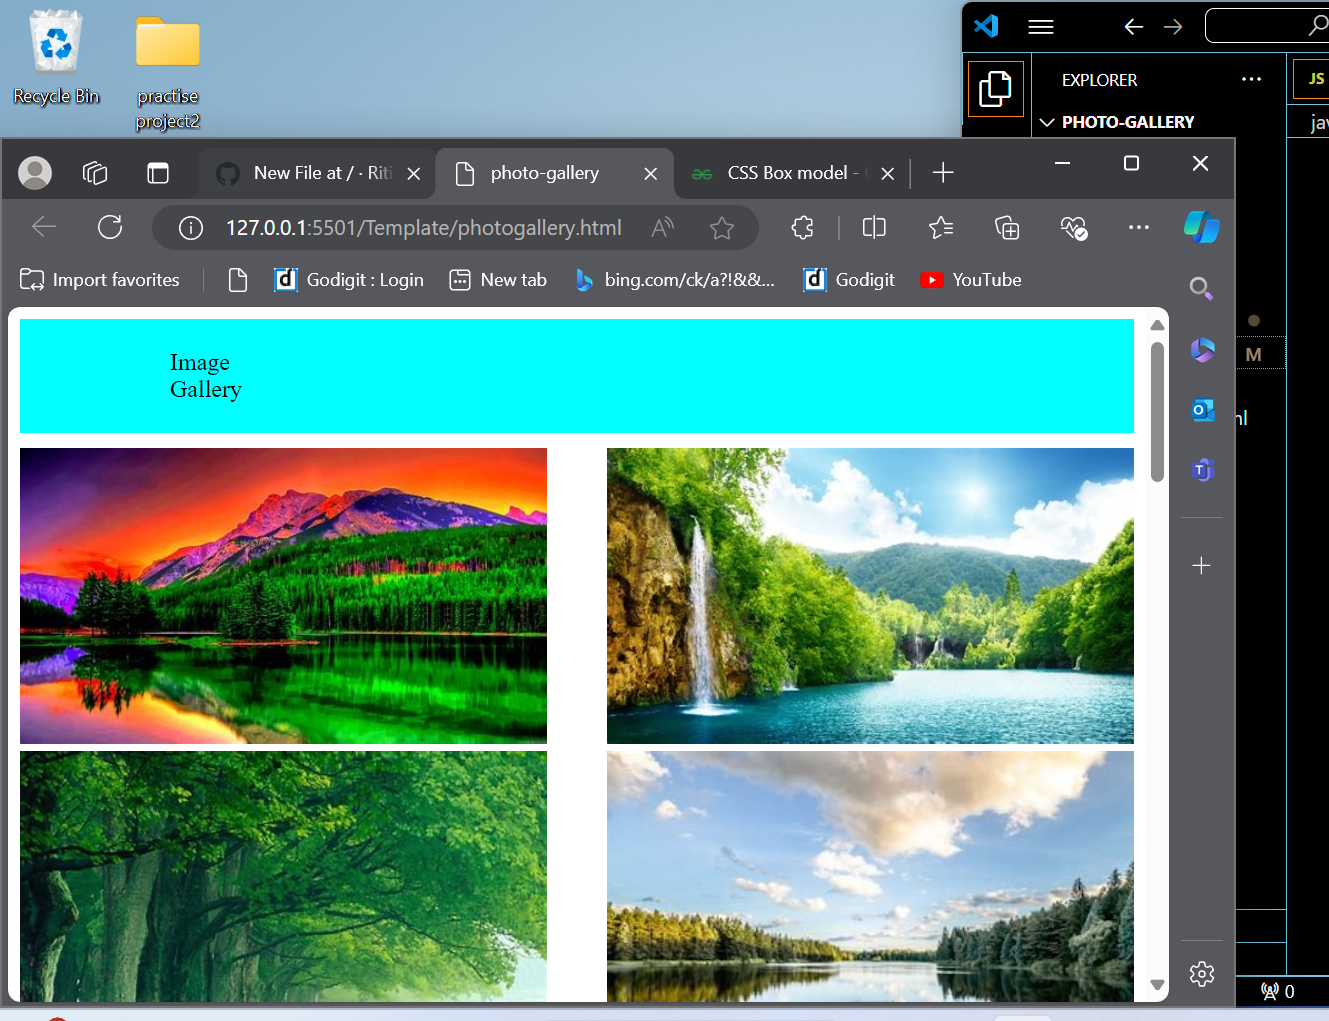 Recycle Bin
practise
project2
EXPLORER
JS
PHOTO-GALLERY
jav
New File at / · Riti
photo-gallery
CSS Box model -
127.0.0.1:5501/Template/photogallery.html
Import favorites
Godigit : Login
New tab
bing.com/ck/a?!&&...
Godigit
YouTube
M
Image
Gallery
0